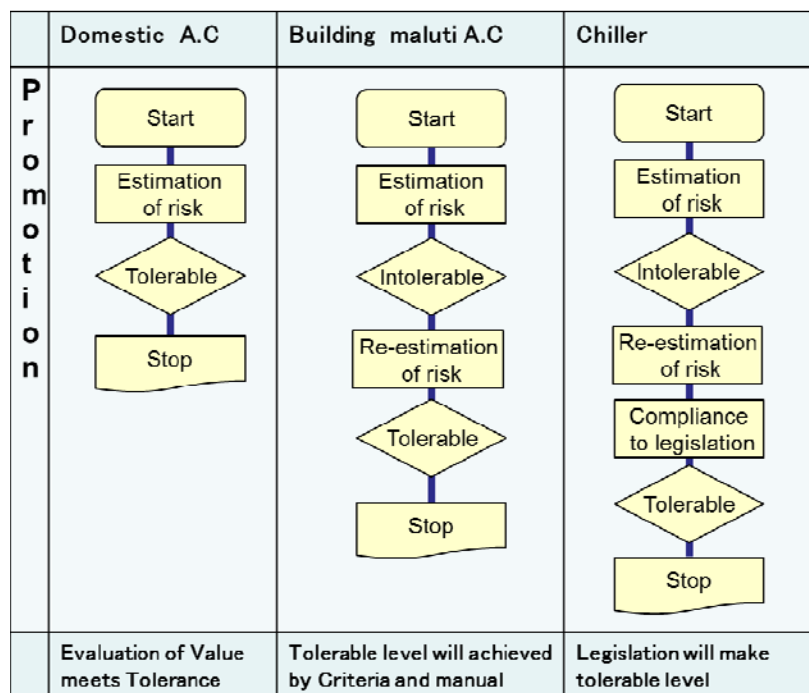 Domestic A.C
Building maluti A.C
Chiller
Promotion
Start
Estimation
of risk
Tolerable
Stop
Start
Estimation
of risk
Intolerable
Re-estimation
of risk
Tolerable
Stop
Start
Estimation
of risk
Intolerable
Re-estimation
of risk
Compliance
to legislation
Tolerable
Stop
Evaluation of Value
meets Tolerance
Tolerable level will achieved
by Criteria and manual
Legislation will make
tolerable level